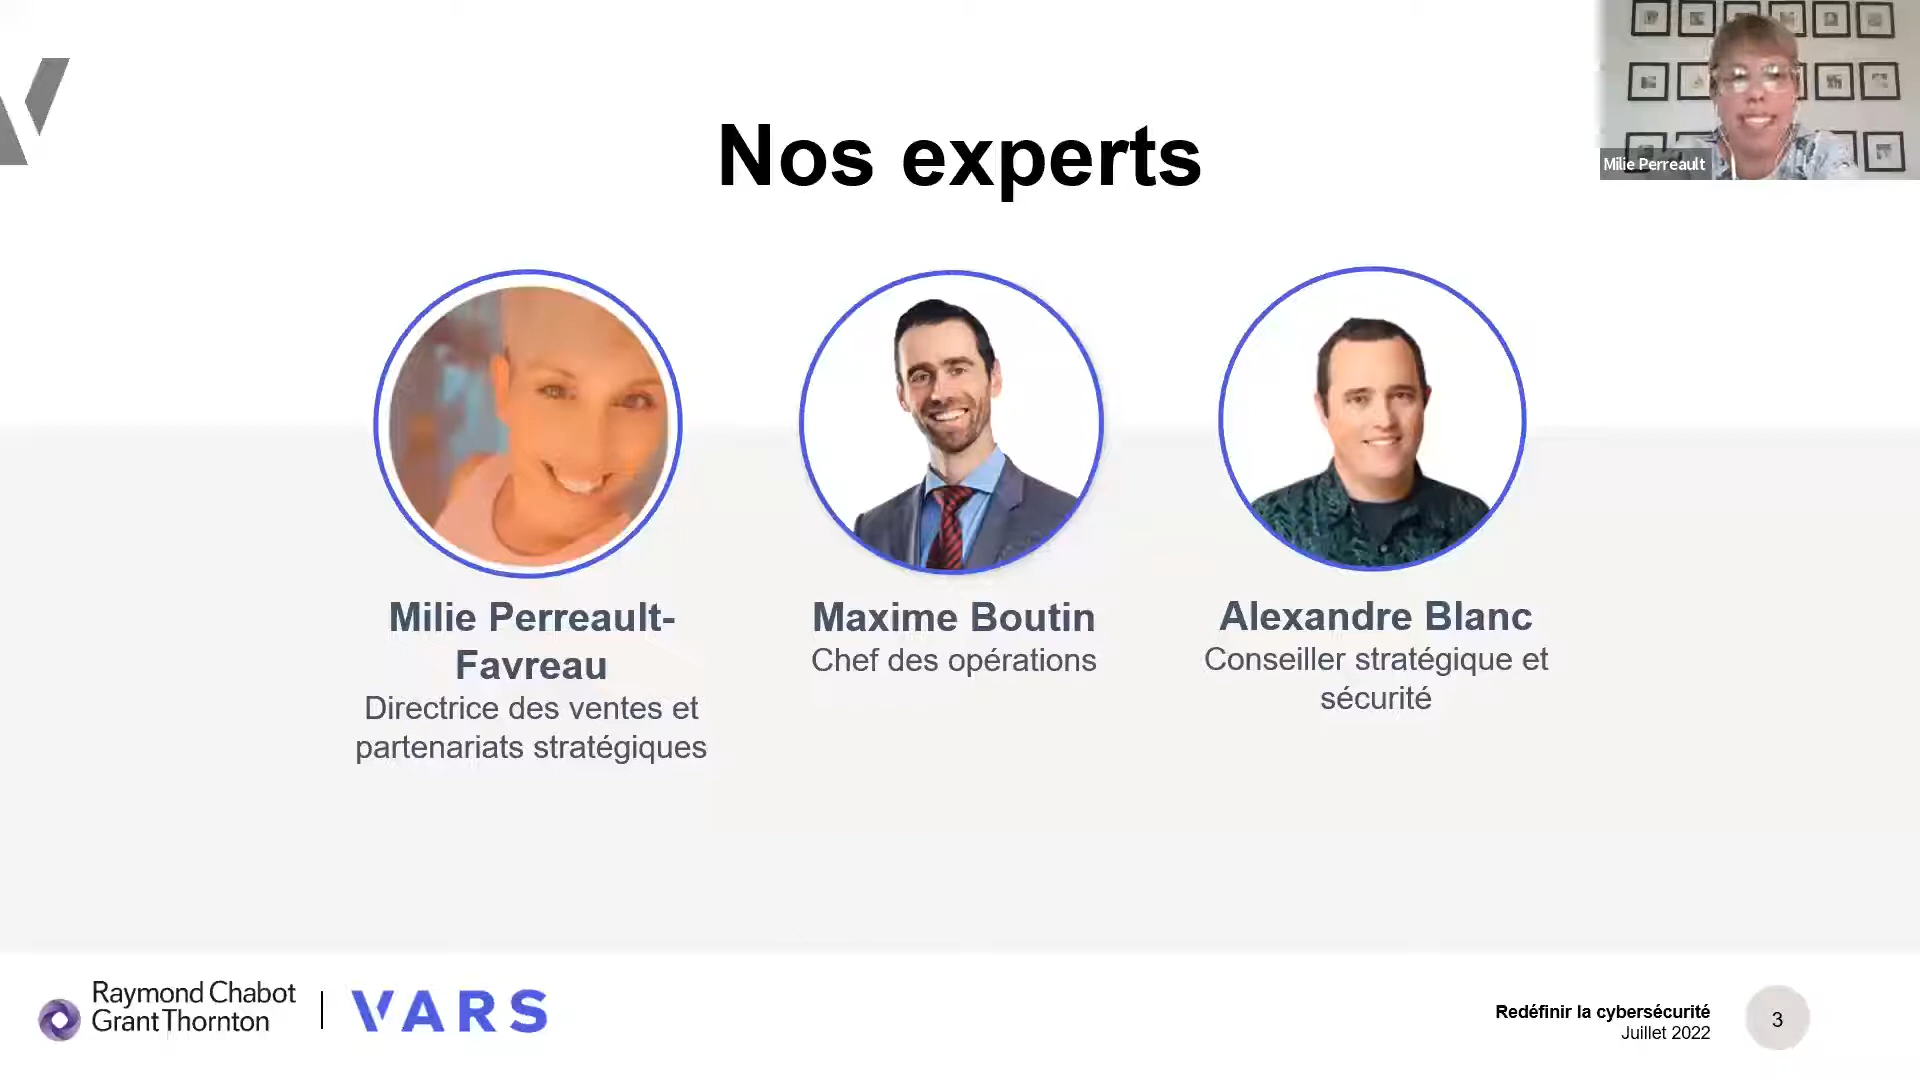 Nos experts
Milie Perreault
Milie Perreault-
Favreau
Directrice des ventes et
partenariats stratégiques
Maxime Boutin
Chef des opérations
Alexandre Blanc
Conseiller stratégique et
sécurité
Raymond Chabot
Grant Thornton
VARS
Redéfinir la cybersécurité
Juillet 2022
3